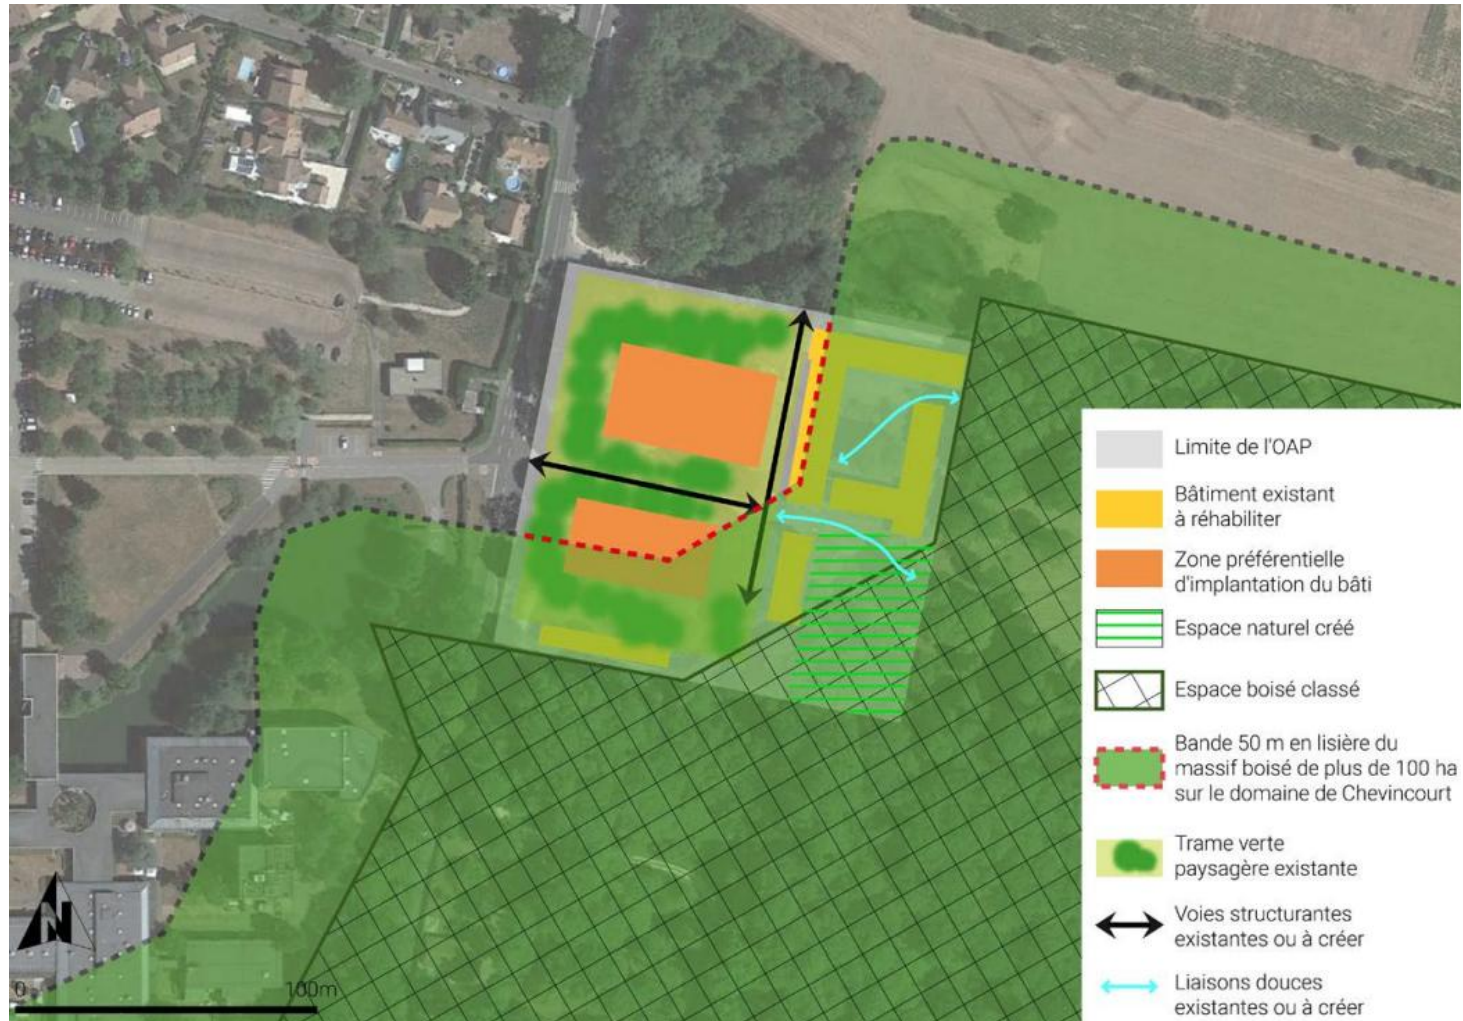 Limite de l'OAP
Bâtiment existant
à réhabiliter
Zone préférentielle
d'implantation du bâti
Espace naturel créé
Espace boisé classé
Bande 50 m en lisière du
massif boisé de plus de 100 ha
sur le domaine de Chevincourt
Trame verte
paysagère existante
Voies structurantes
existantes ou à créer
Liaisons douces
existantes ou à créer
N
0 100m